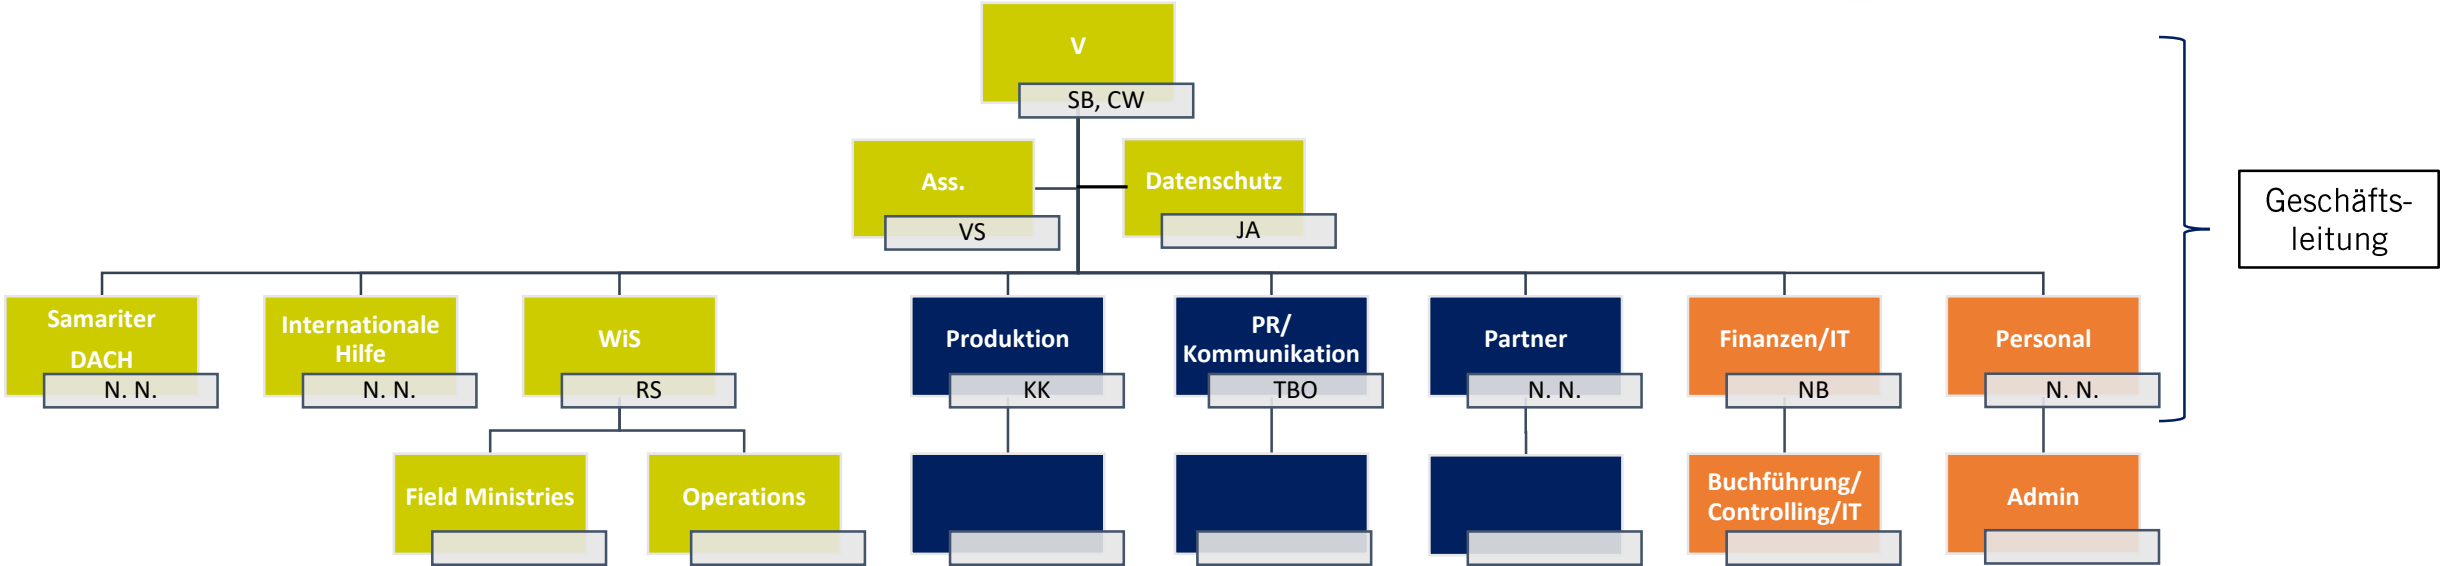 V
SB, CW
Ass.
VS
Datenschutz
JA
Geschäfts-
leitung
Samariter
DACH
N. N.
Internationale
Hilfe
N. N.
WiS
RS
Produktion
KK
PR/
Kommunikation
TBO
Partner
N. N.
Finanzen/IT
NB
Personal
N. N.
Field Ministries
Operations
Buchführung/
Controlling/IT
Admin